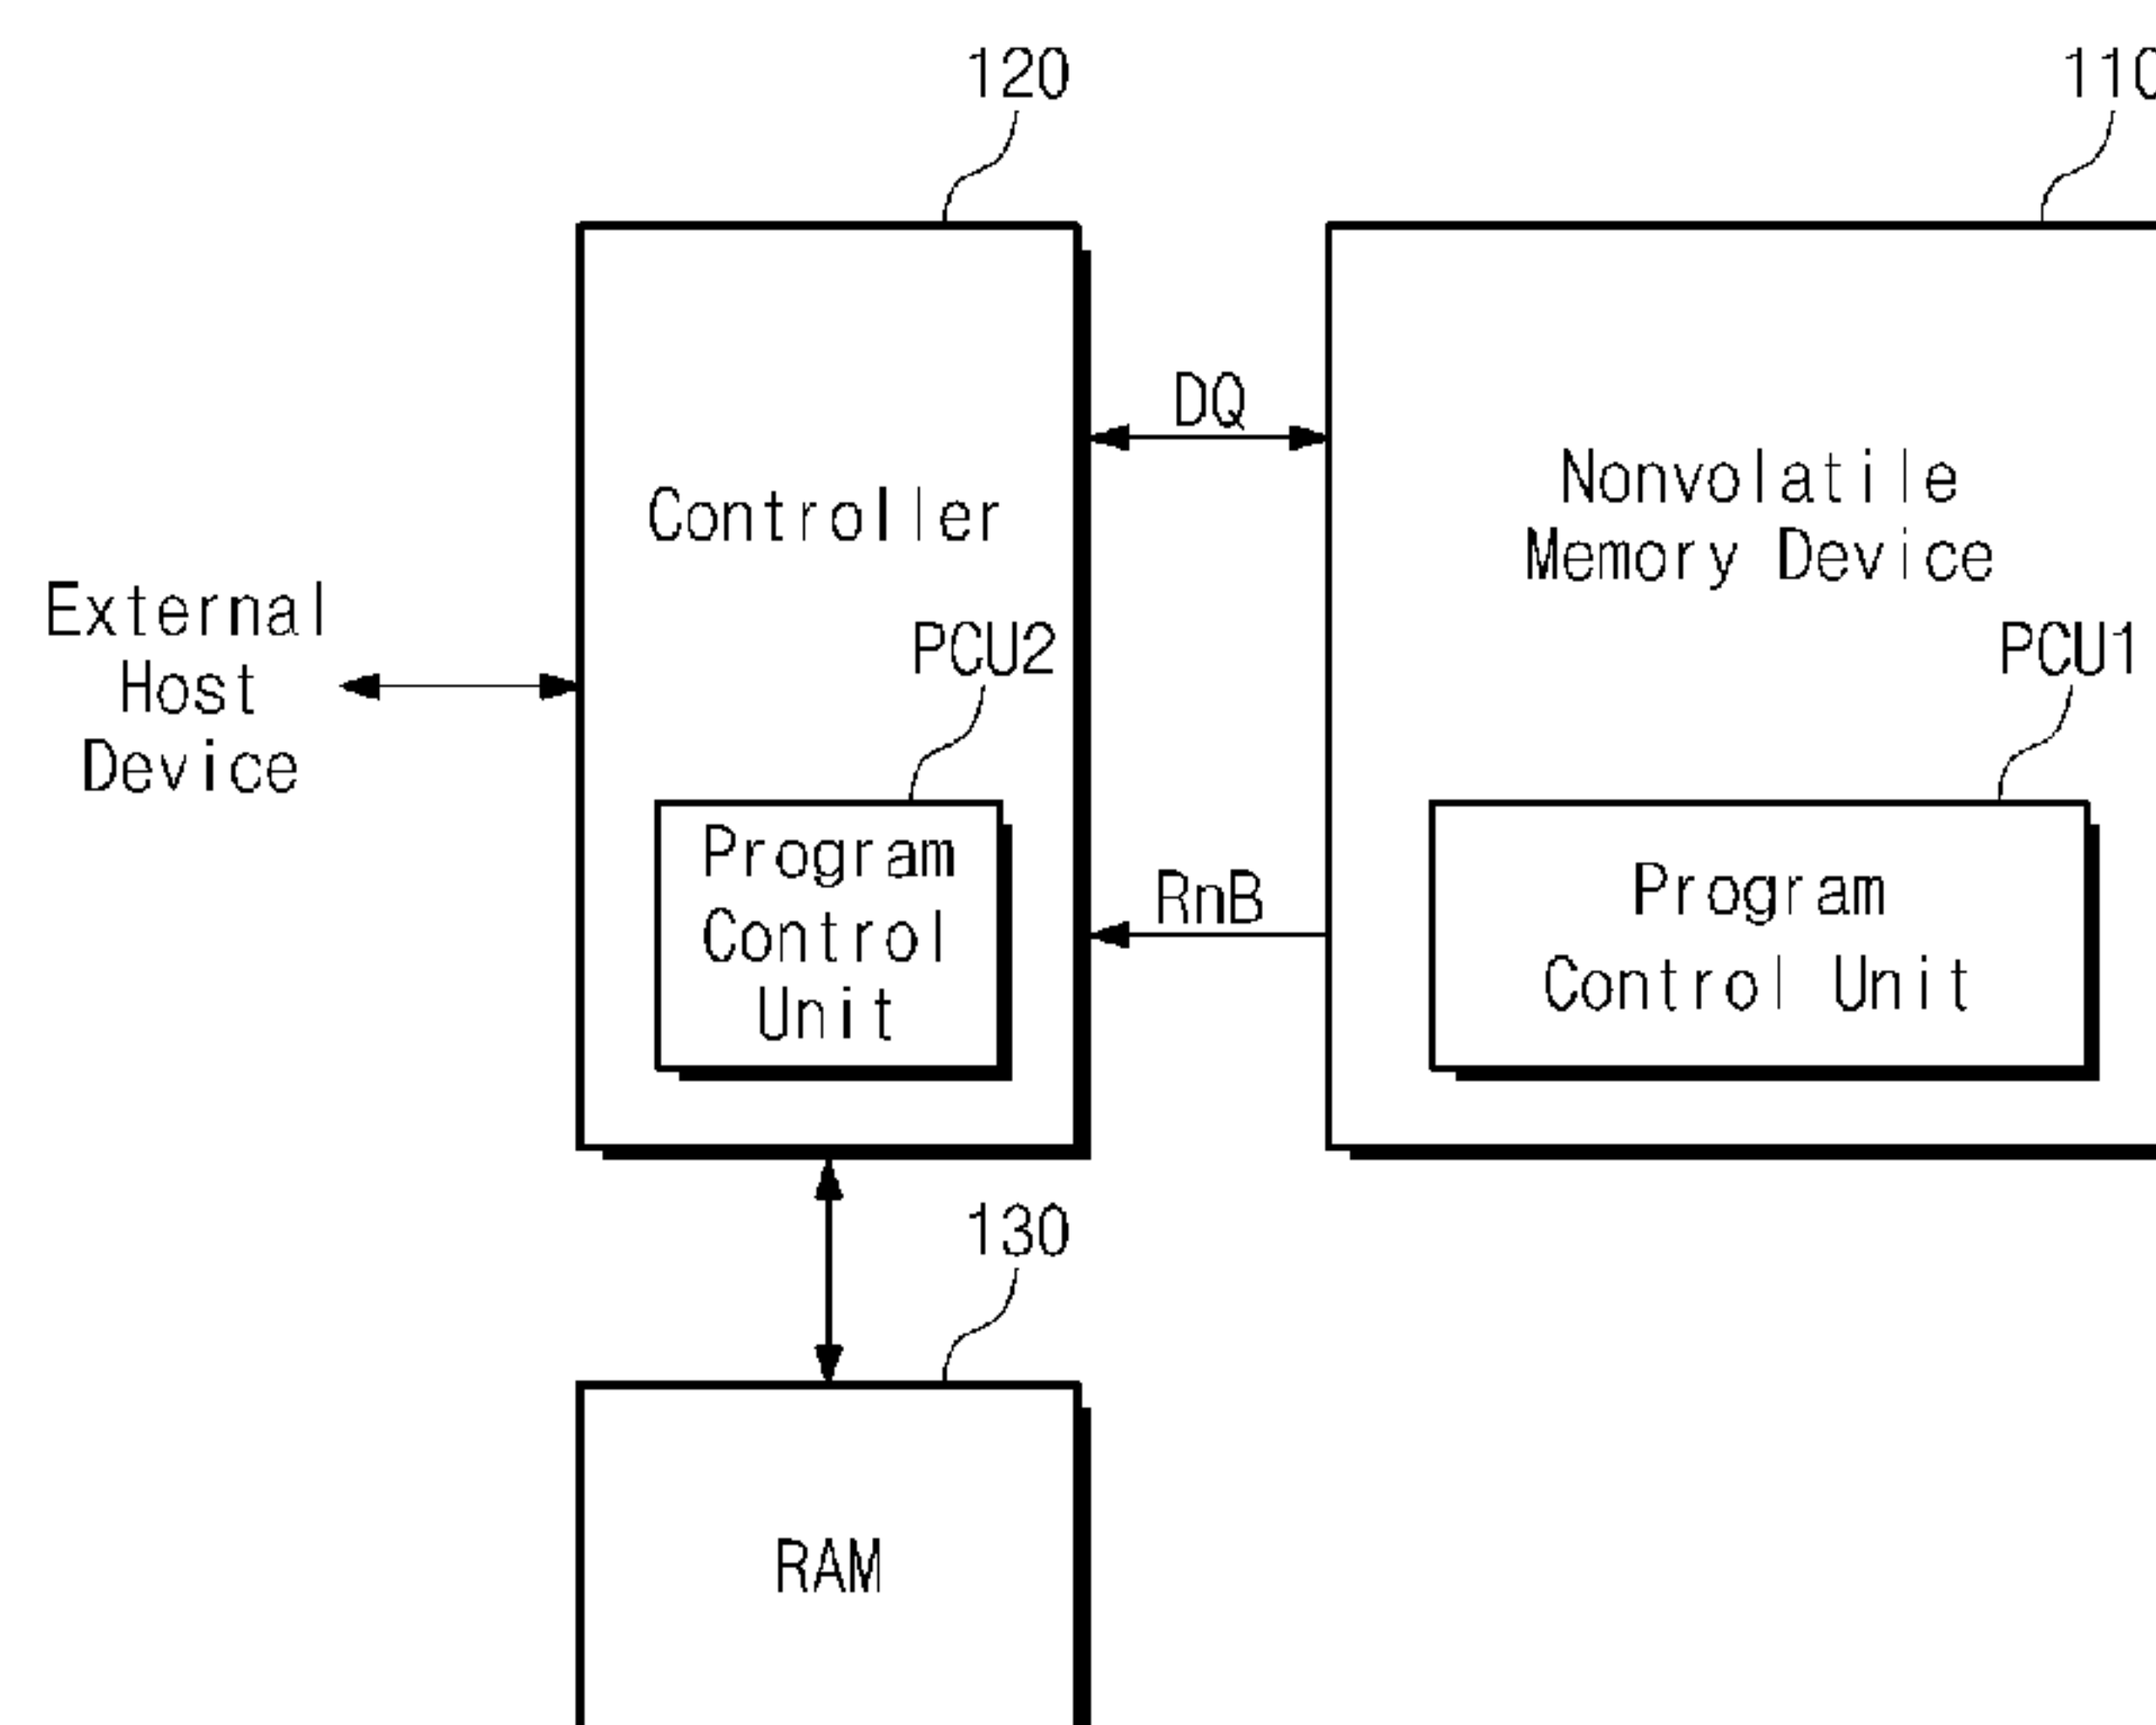 120
110
DQ
Controller
Nonvolatile
Memory Device
External
Host
Device
PCU2
PCU1
Program
Control
Unit
RnB
Program
Control Unit
130
RAM